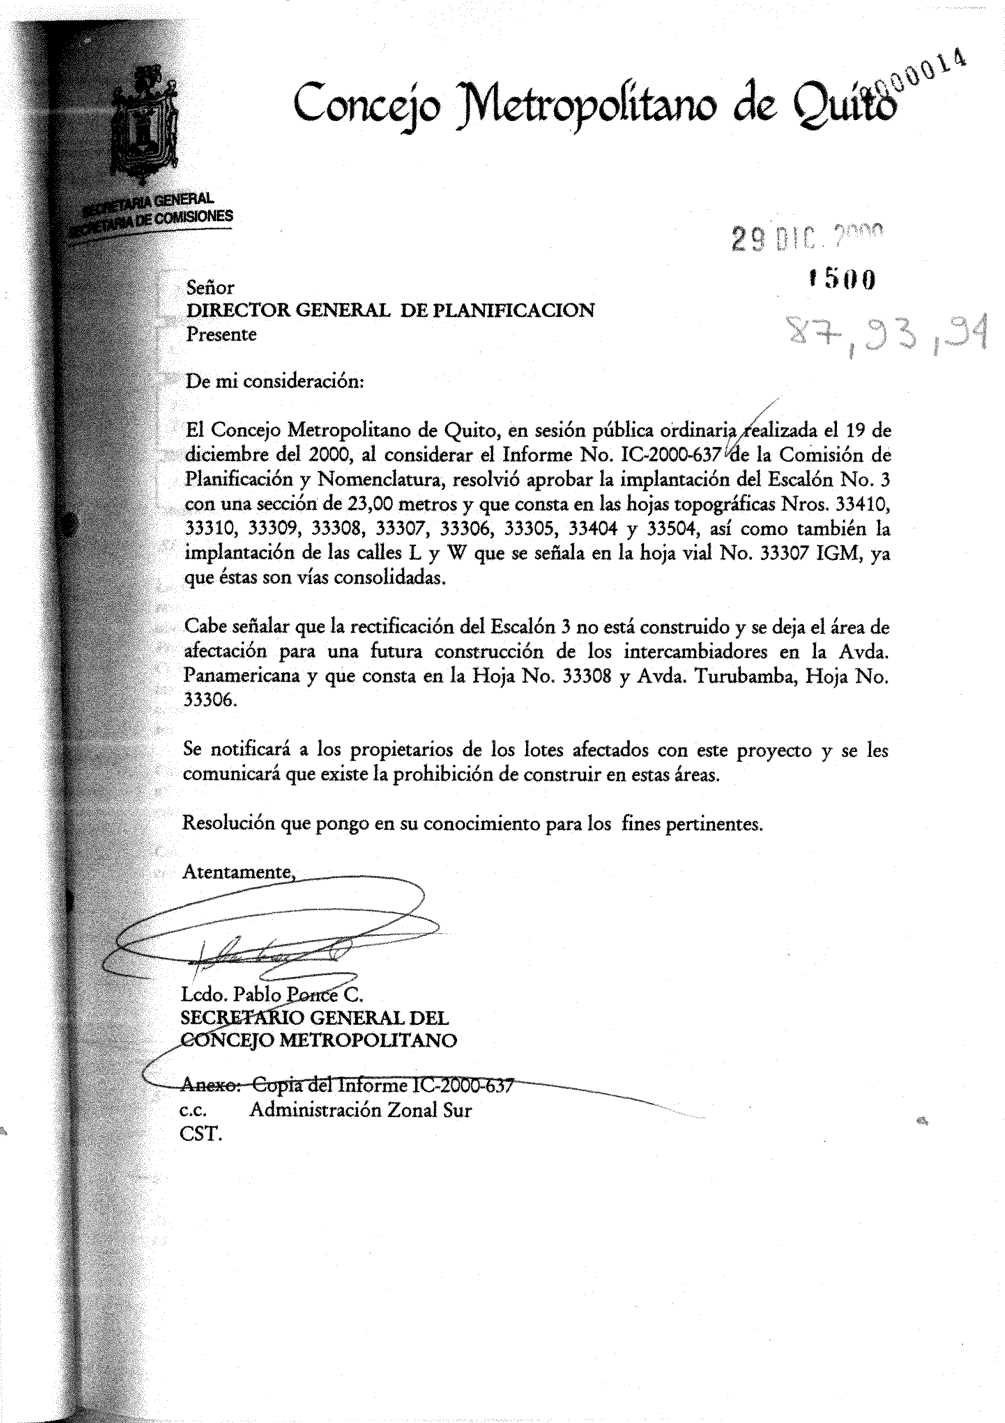 Concejo Metropolitano de Quito
0000014
SECRETARIA GENERAL
SECRETARIA DE COMISIONES
29 DIC. 2000
1500
87, 93, 94
Señor
DIRECTOR GENERAL DE PLANIFICACION
Presente
De mi consideración:
El Concejo Metropolitano de Quito, en sesión pública ordinaria realizada el 19 de
diciembre del 2000, al considerar el Informe No. IC-2000-637 de la Comisión de
Planificación y Nomenclatura, resolvió aprobar la implantación del Escalón No. 3
con una sección de 23,00 metros y que consta en las hojas topográficas Nros. 33410,
33310, 33309, 33308, 33307, 33306, 33305, 33404 y 33504, así como también la
implantación de las calles L y W que se señala en la hoja vial No. 33307 IGM, ya
que éstas son vías consolidadas.
Cabe señalar que la rectificación del Escalón 3 no está construido y se deja el área de
afectación para una futura construcción de los intercambiadores en la Avda.
Panamericana y que consta en la Hoja No. 33308 y Avda. Turubamba, Hoja No.
33306.
Se notificará a los propietarios de los lotes afectados con este proyecto y se les
comunicará que existe la prohibición de construir en estas áreas.
Resolución que pongo en su conocimiento para los fines pertinentes.
Atentamente,
Lcdo. Pablo Ponce C.
SECRETARIO GENERAL DEL
CONCEJO METROPOLITANO
Anexo: Copia del Informe IC-2000-637
c.c. Administración Zonal Sur
CST.